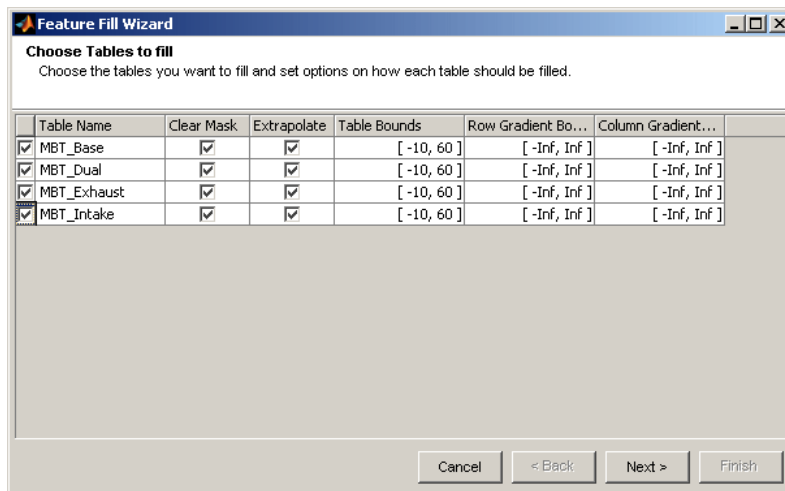 Feature Fill Wizard
Choose Tables to fill
Choose the tables you want to fill and set options on how each table should be filled.
Table Name Clear Mask Extrapolate Table Bounds Row Gradient Bo... Column Gradient...
MBT_Base [ -10, 60 ] [ -Inf, Inf ] [ -Inf, Inf ]
MBT_Dual [ -10, 60 ] [ -Inf, Inf ] [ -Inf, Inf ]
MBT_Exhaust [ -10, 60 ] [ -Inf, Inf ] [ -Inf, Inf ]
MBT_Intake [ -10, 60 ] [ -Inf, Inf ] [ -Inf, Inf ]
Cancel < Back Next > Finish